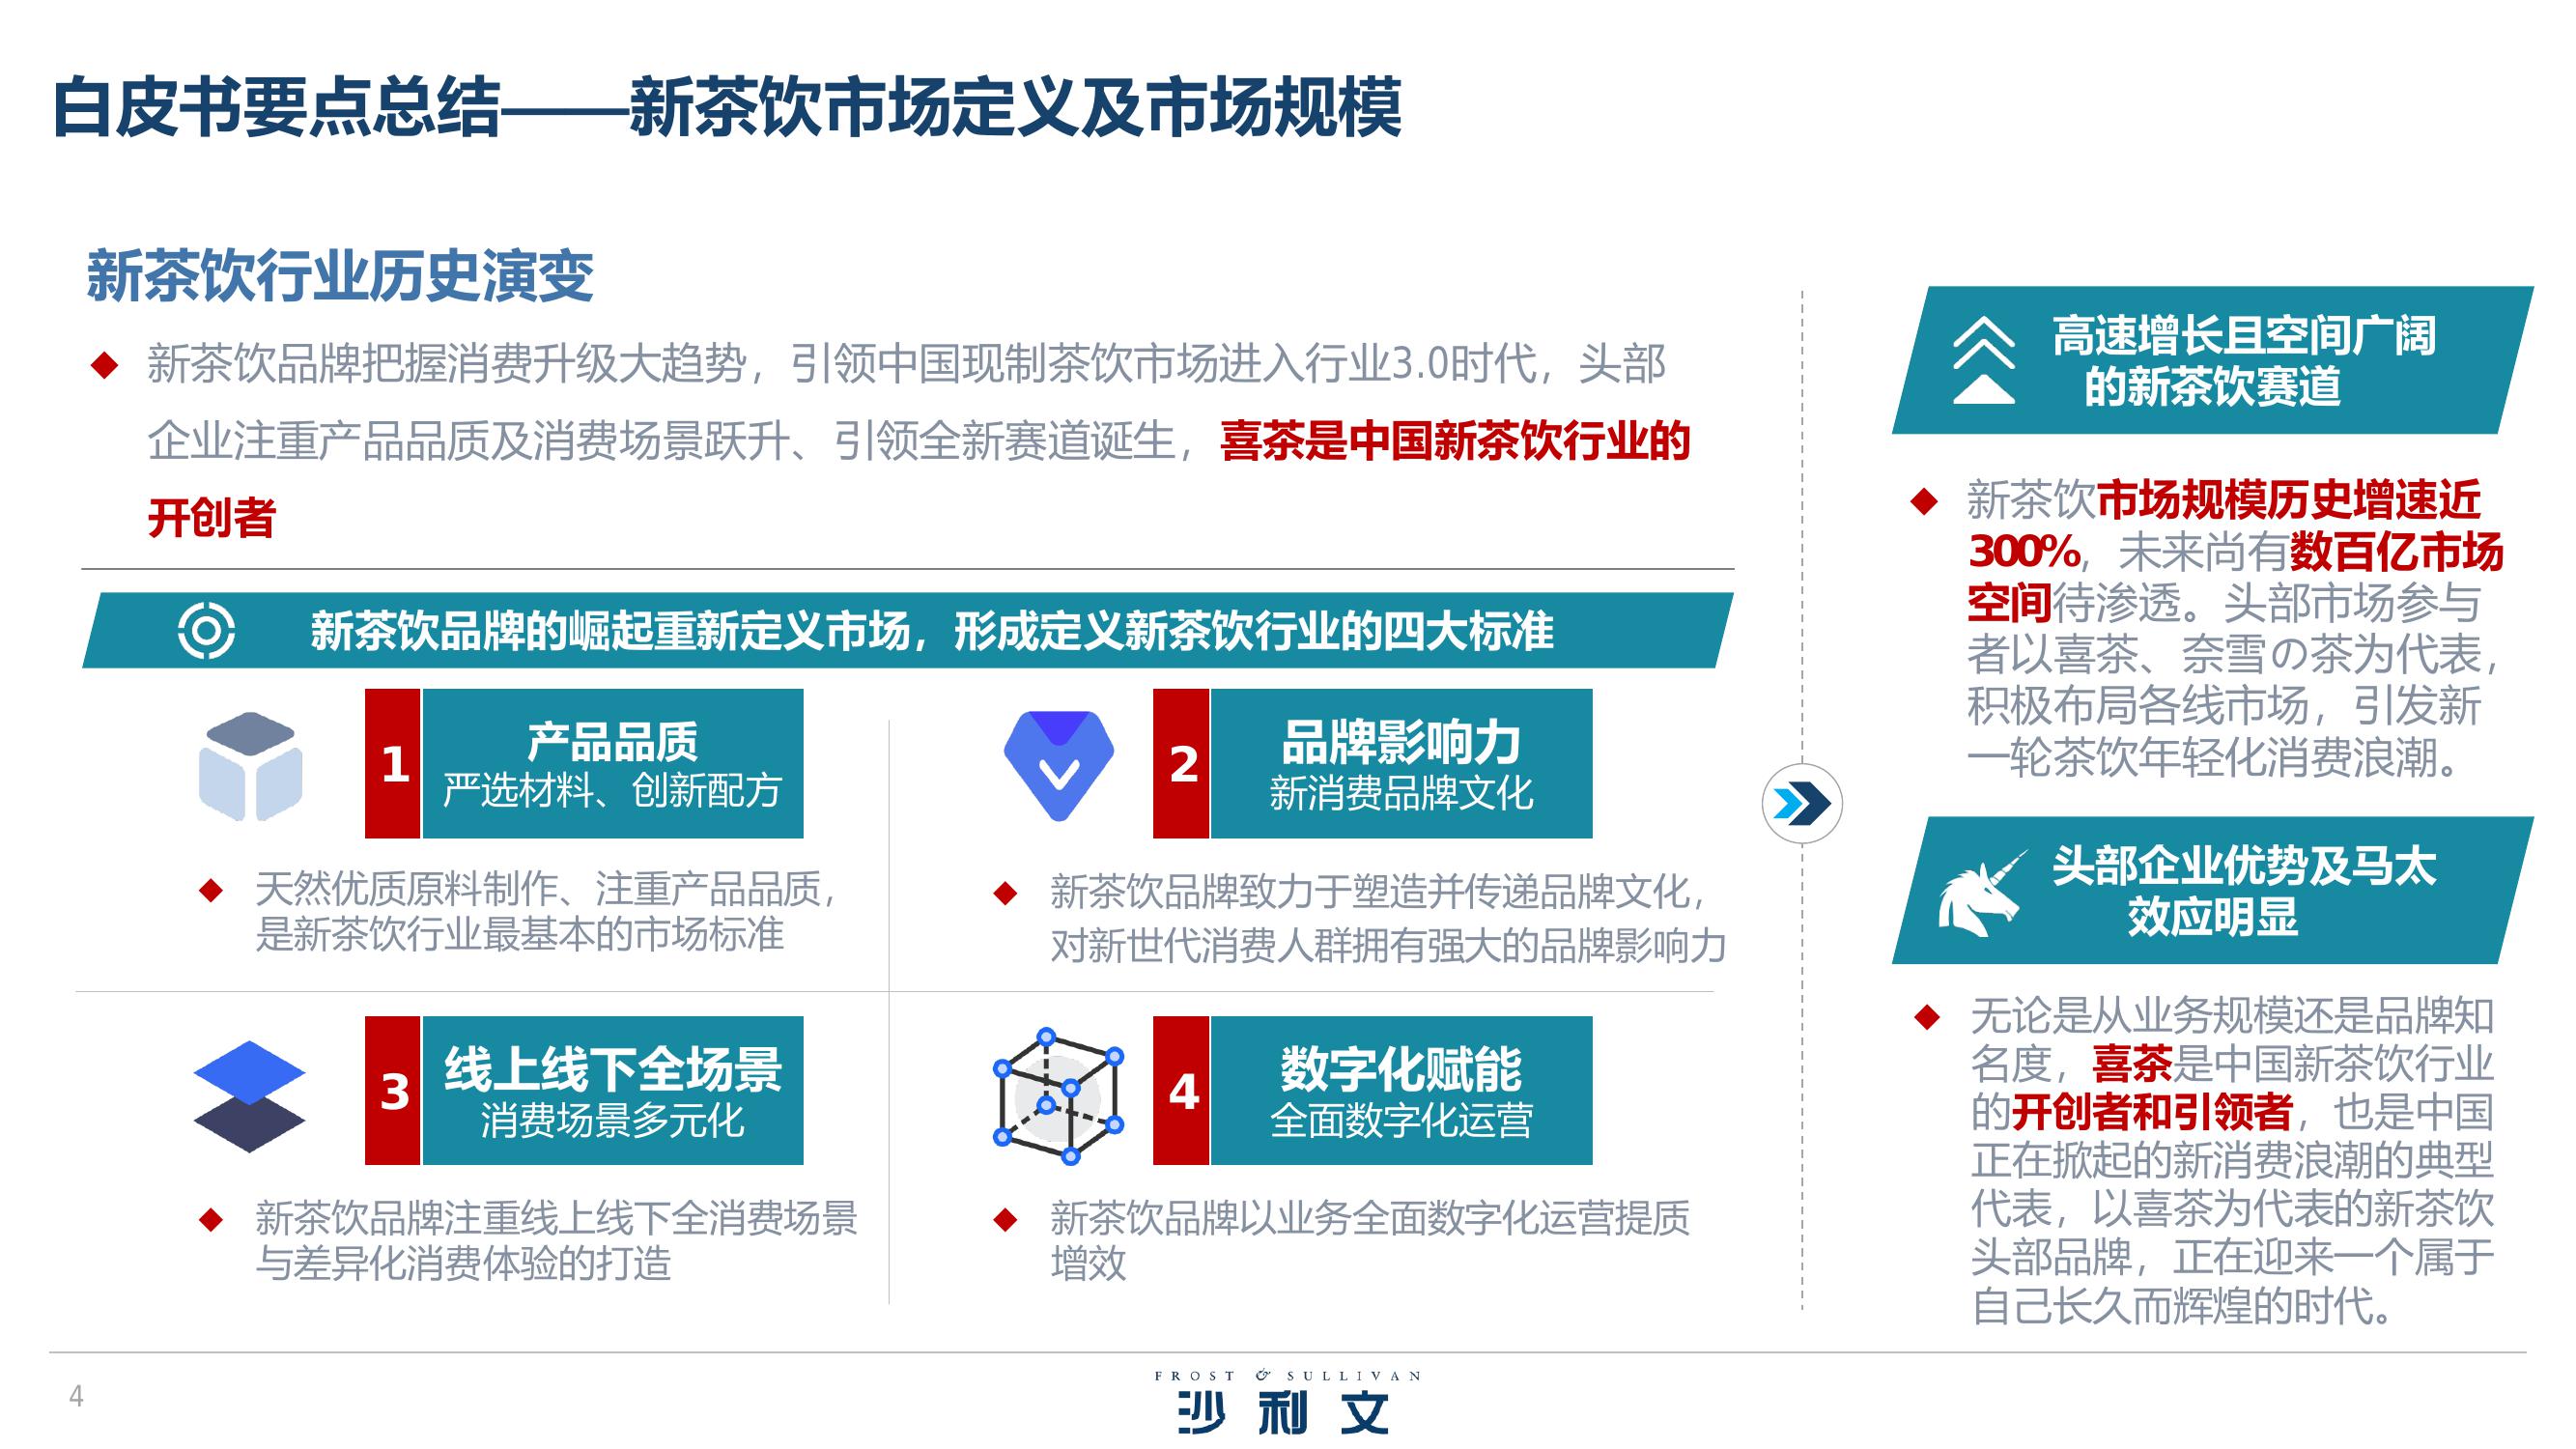 白皮书要点总结——新茶饮市场定义及市场规模
新茶饮行业历史演变
新茶饮品牌把握消费升级大趋势，引领中国现制茶饮市场进入行业3.0时代，头部
企业注重产品品质及消费场景跃升、引领全新赛道诞生，喜茶是中国新茶饮行业的
开创者
新茶饮品牌的崛起重新定义市场，形成定义新茶饮行业的四大标准
1
产品品质
严选材料、创新配方
天然优质原料制作、注重产品品质，
是新茶饮行业最基本的市场标准
2
品牌影响力
新消费品牌文化
新茶饮品牌致力于塑造并传递品牌文化，
对新世代消费人群拥有强大的品牌影响力
3
线上线下全场景
消费场景多元化
新茶饮品牌注重线上线下全消费场景
与差异化消费体验的打造
4
数字化赋能
全面数字化运营
新茶饮品牌以业务全面数字化运营提质
增效
高速增长且空间广阔
的新茶饮赛道
新茶饮市场规模历史增速近
300%，未来尚有数百亿市场
空间待渗透。头部市场参与
者以喜茶、奈雪の茶为代表，
积极布局各线市场，引发新
一轮茶饮年轻化消费浪潮。
头部企业优势及马太
效应明显
无论是从业务规模还是品牌知
名度，喜茶是中国新茶饮行业
的开创者和引领者，也是中国
正在掀起的新消费浪潮的典型
代表，以喜茶为代表的新茶饮
头部品牌，正在迎来一个属于
自己长久而辉煌的时代。
4
FROST & SULLIVAN
沙利文